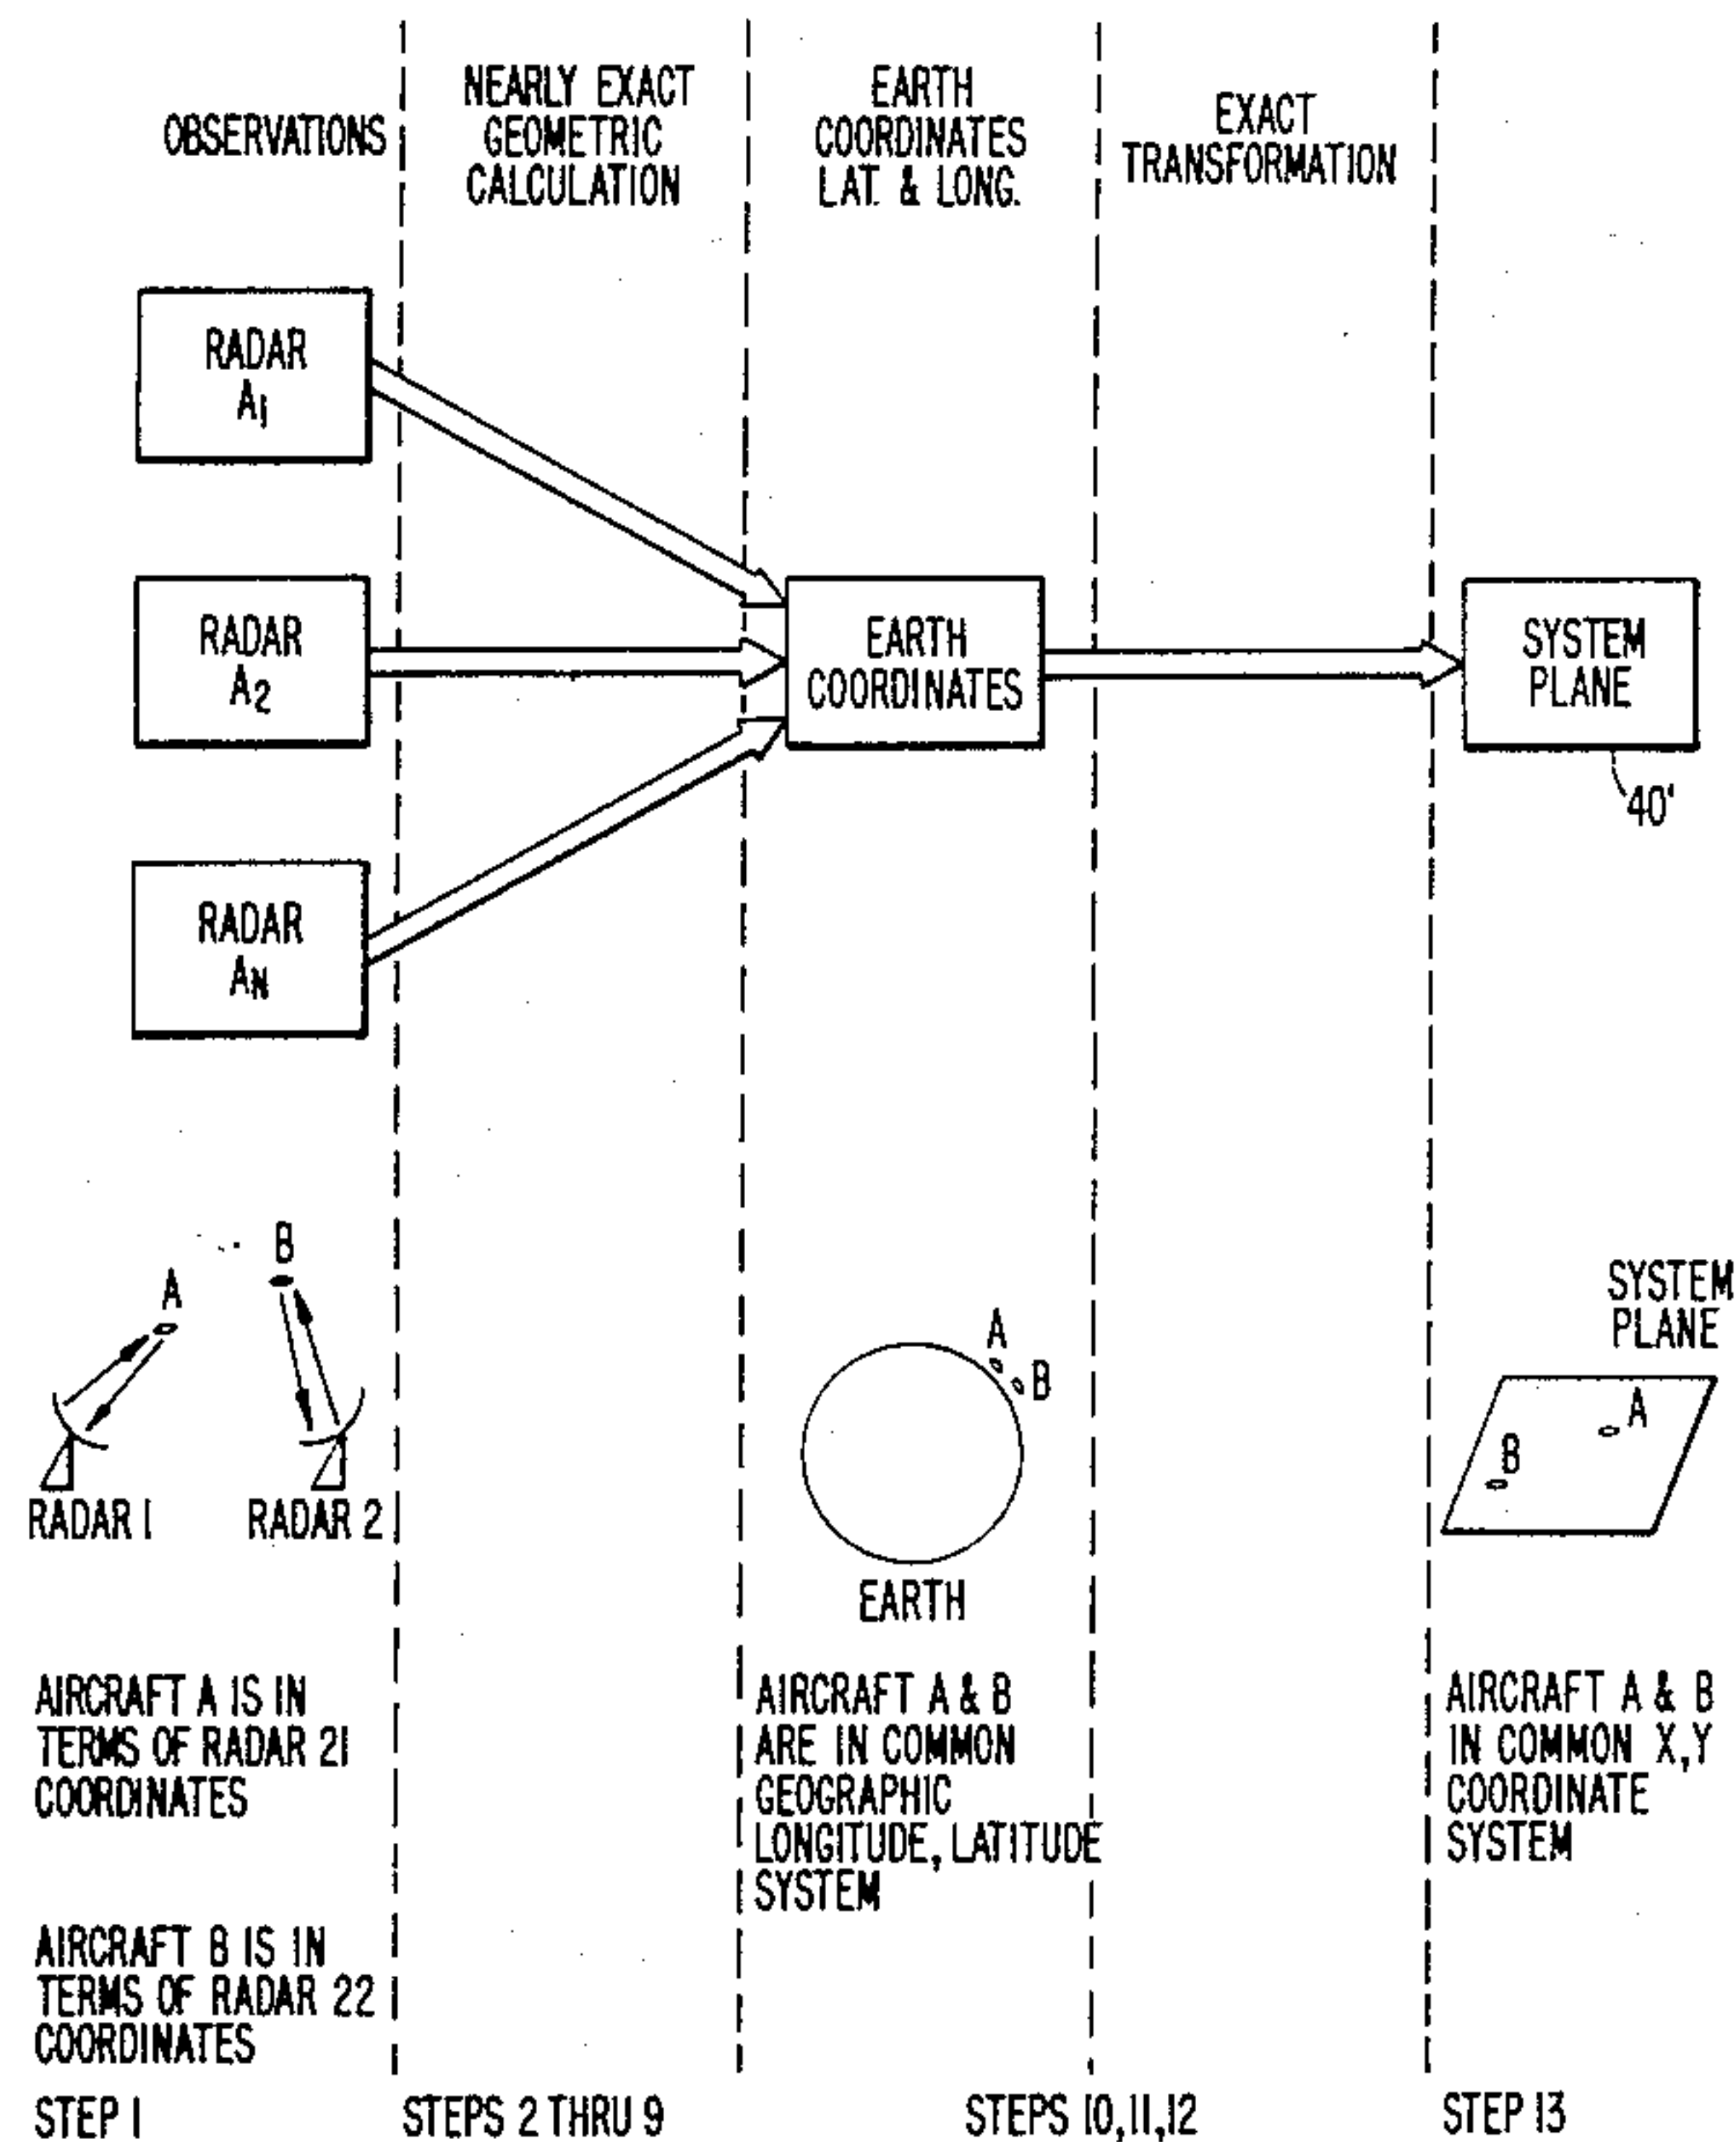 OBSERVATIONS
NEARLY EXACT
GEOMETRIC
CALCULATION
EARTH
COORDINATES
LAT. & LONG.
EXACT
TRANSFORMATION
RADAR
A1
RADAR
A2
RADAR
AN
EARTH
COORDINATES
SYSTEM
PLANE
40'
A
B
RADAR 1
RADAR 2
A
B
EARTH
SYSTEM
PLANE
A
B
AIRCRAFT A IS IN
TERMS OF RADAR 21
COORDINATES
AIRCRAFT B IS IN
TERMS OF RADAR 22
COORDINATES
AIRCRAFT A & B
ARE IN COMMON
GEOGRAPHIC
LONGITUDE, LATITUDE
SYSTEM
AIRCRAFT A & B
IN COMMON X,Y
COORDINATE
SYSTEM
STEP 1
STEPS 2 THRU 9
STEPS 10,11,12
STEP 13